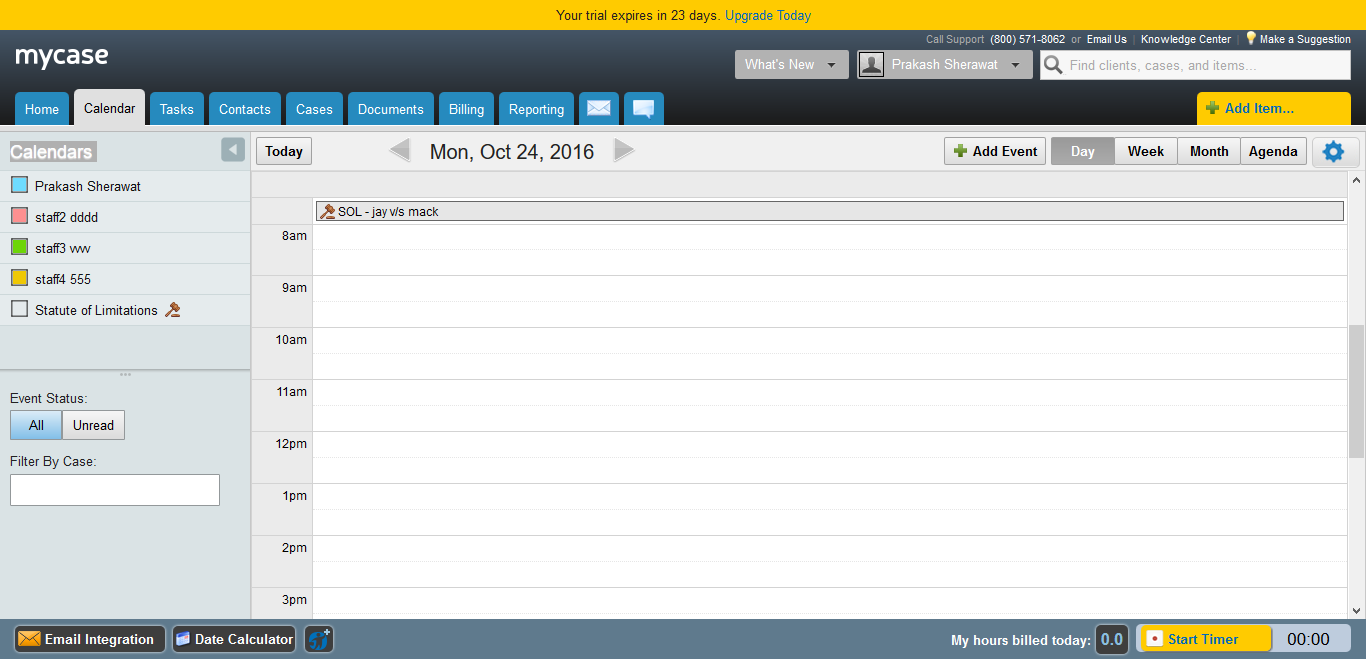 Your trial expires in 23 days. Upgrade Today
Call Support (800) 571-8062 or Email Us | Knowledge Center | Make a Suggestion
mycase
What's New Prakash Sherawat Find clients, cases, and items...
Home Calendar Tasks Contacts Cases Documents Billing Reporting Add Item...
Calendars
Today Mon, Oct 24, 2016 Add Event Day Week Month Agenda
Prakash Sherawat
staff2 dddd
staff3 vvvv
staff4 555
Statute of Limitations
Event Status:
All Unread
Filter By Case:
SOL - jay v/s mack
8am
9am
10am
11am
12pm
1pm
2pm
3pm
Email Integration Date Calculator My hours billed today: 0.0 Start Timer 00:00